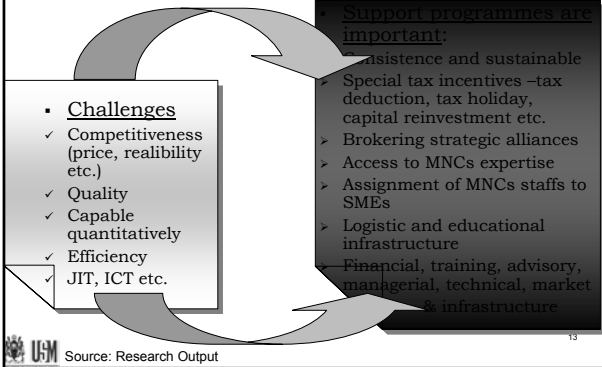 Challenges
Competitiveness
(price, realibility
etc.)
Quality
Capable
quantitatively
Efficiency
JIT, ICT etc.
Support programmes are
important:
Consistence and sustainable
Special tax incentives –tax
deduction, tax holiday,
capital reinvestment etc.
Brokering strategic alliances
Access to MNCs expertise
Assignment of MNCs staffs to
SMEs
Logistic and educational
infrastructure
Financial, training, advisory,
managerial, technical, market
& infrastructure
13
USM Source: Research Output